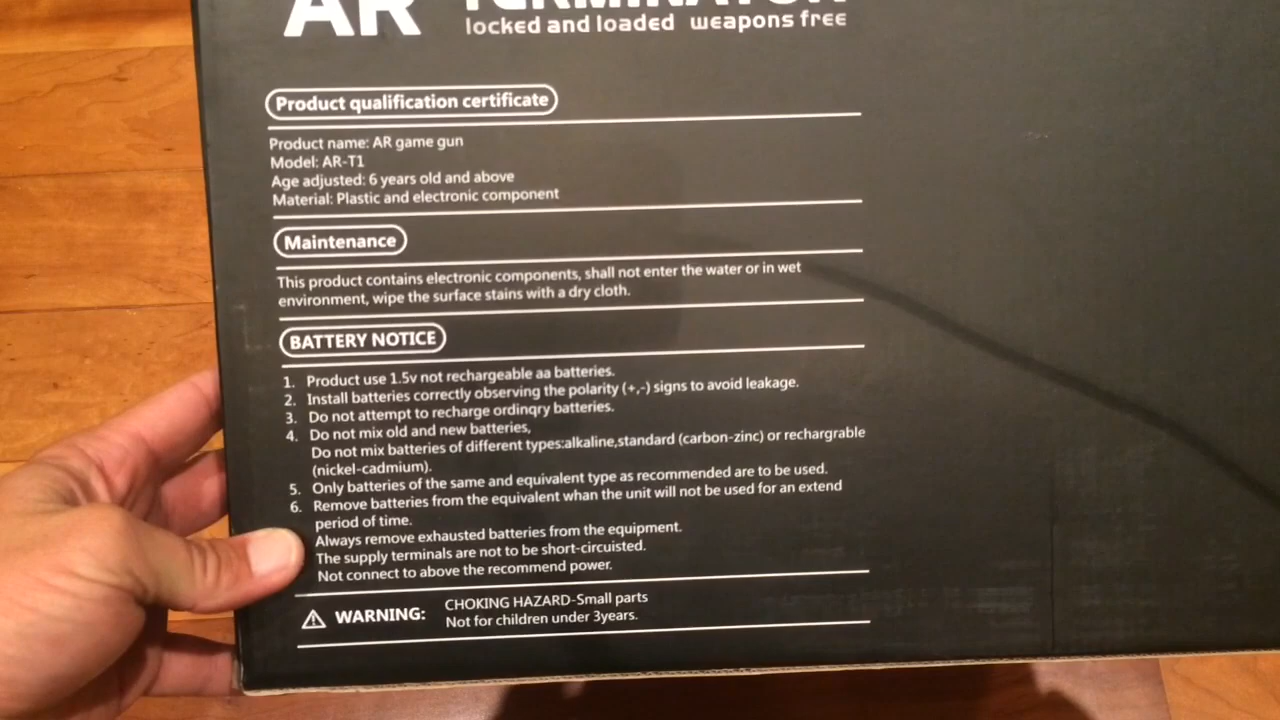 AR TERMINATOR
locked and loaded weapons free
Product qualification certificate
Product name: AR game gun
Model: AR-T1
Age adjusted: 6 years old and above
Material: Plastic and electronic component
Maintenance
This product contains electronic components, shall not enter the water or in wet
environment, wipe the surface stains with a dry cloth.
BATTERY NOTICE
1. Product use 1.5v not rechargeable aa batteries.
2. Install batteries correctly observing the polarity (+,-) signs to avoid leakage.
3. Do not attempt to recharge ordinqry batteries.
4. Do not mix old and new batteries,
Do not mix batteries of different types:alkaline,standard (carbon-zinc) or rechargrable
(nickel-cadmium).
5. Only batteries of the same and equivalent type as recommended are to be used.
6. Remove batteries from the equivalent whan the unit will not be used for an extend
period of time.
Always remove exhausted batteries from the equipment.
The supply terminals are not to be short-circuisted.
Not connect to above the recommend power.
WARNING: CHOKING HAZARD-Small parts
Not for children under 3years.